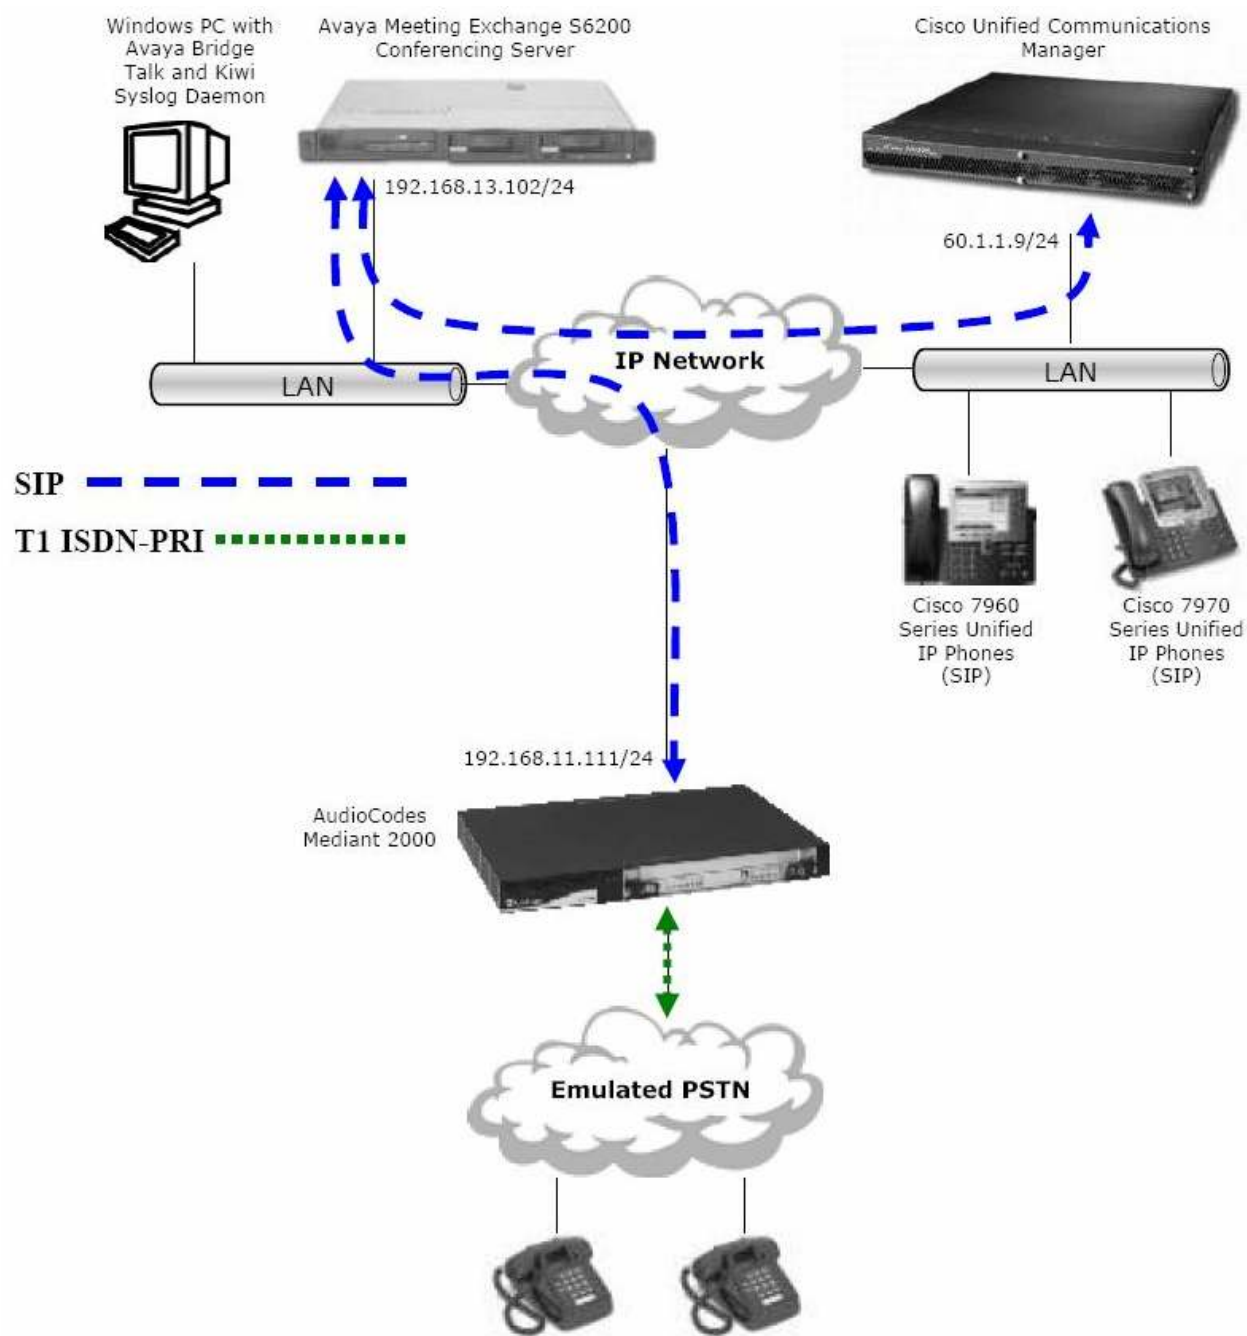 Windows PC with
Avaya Bridge
Talk and Kiwi
Syslog Daemon
Avaya Meeting Exchange S6200
Conferencing Server
Cisco Unified Communications
Manager
192.168.13.102/24
60.1.1.9/24
IP Network
LAN
LAN
SIP
T1 ISDN-PRI
Cisco 7960
Series Unified
IP Phones
(SIP)
Cisco 7970
Series Unified
IP Phones
(SIP)
192.168.11.111/24
AudioCodes
Mediant 2000
Emulated PSTN